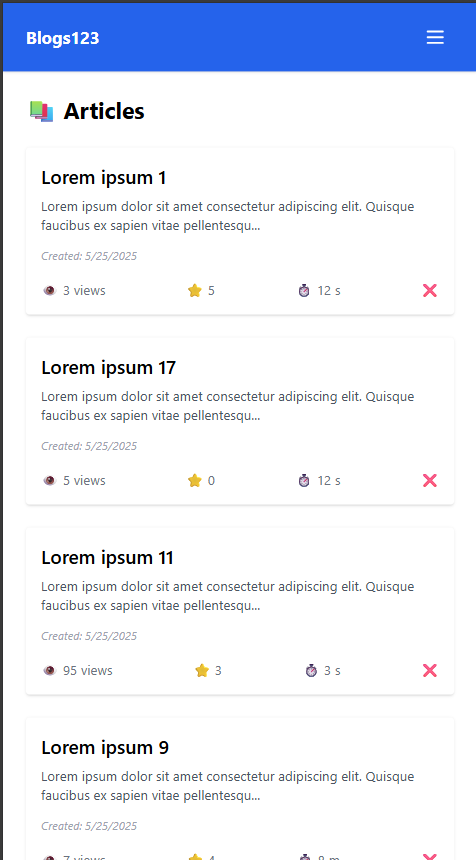 Blogs123
Articles
Lorem ipsum 1
Lorem ipsum dolor sit amet consectetur adipiscing elit. Quisque
faucibus ex sapien vitae pellentesqu...
Created: 5/25/2025
3 views 5 12 s
Lorem ipsum 17
Lorem ipsum dolor sit amet consectetur adipiscing elit. Quisque
faucibus ex sapien vitae pellentesqu...
Created: 5/25/2025
5 views 0 12 s
Lorem ipsum 11
Lorem ipsum dolor sit amet consectetur adipiscing elit. Quisque
faucibus ex sapien vitae pellentesqu...
Created: 5/25/2025
95 views 3 3 s
Lorem ipsum 9
Lorem ipsum dolor sit amet consectetur adipiscing elit. Quisque
faucibus ex sapien vitae pellentesqu...
Created: 5/25/2025
7 views 4 8 m